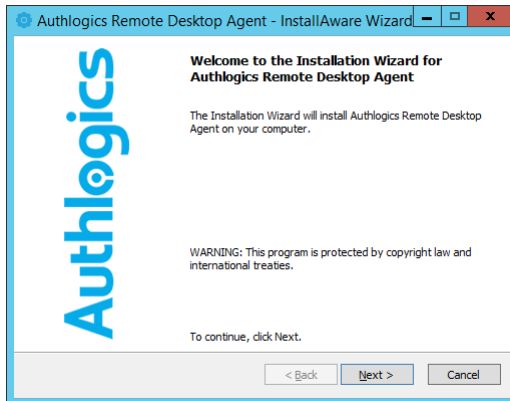 Authlogics Remote Desktop Agent - InstallAware Wizard
Authlogics
Welcome to the Installation Wizard for
Authlogics Remote Desktop Agent
The Installation Wizard will install Authlogics Remote Desktop
Agent on your computer.
WARNING: This program is protected by copyright law and
international treaties.
To continue, click Next.
< Back
Next >
Cancel